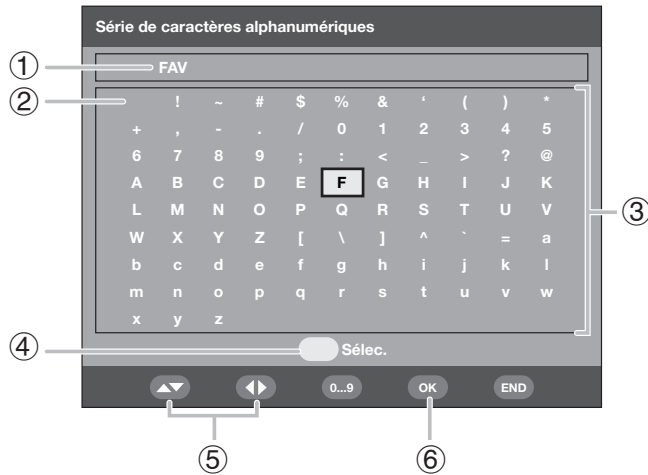 Série de caractères alphanumériques
① FAV
② ! ~ # $ % & ‘ ( ) *
+ , - . / 0 1 2 3 4 5
6 7 8 9 ; : < _ > ? @
A B C D E F G H I J K
L M N O P Q R S T U V ③
W X Y Z [ \ ] ^ ` = a
b c d e f g h i j k l
m n o p q r s t u v w
x y z
④ Sélec.
0...9 OK END
⑤ ⑥